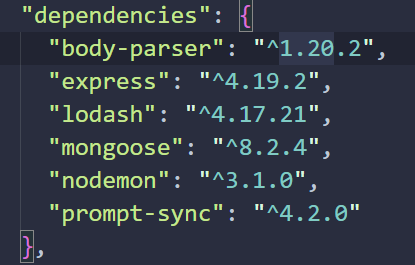 "dependencies": {
"body-parser": "^1.20.2",
"express": "^4.19.2",
"lodash": "^4.17.21",
"mongoose": "^8.2.4",
"nodemon": "^3.1.0",
"prompt-sync": "^4.2.0"
},